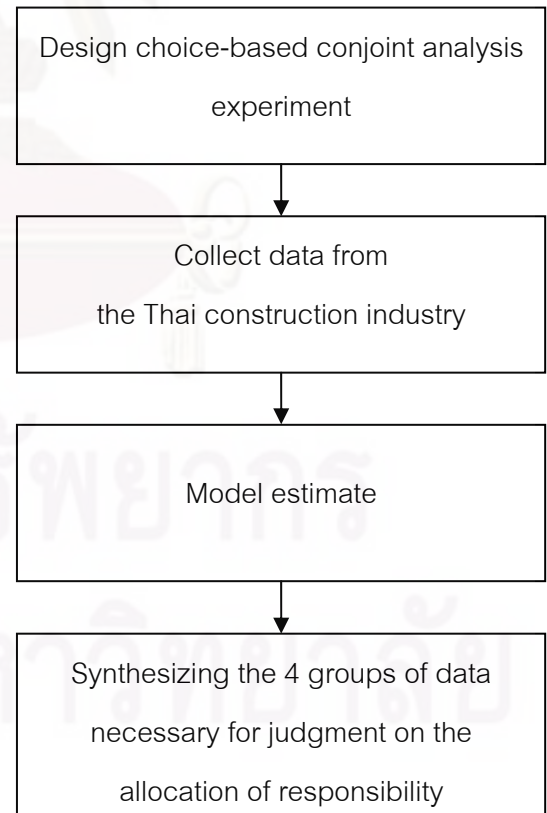 Design choice-based conjoint analysis
experiment
Collect data from
the Thai construction industry
Model estimate
Synthesizing the 4 groups of data
necessary for judgment on the
allocation of responsibility